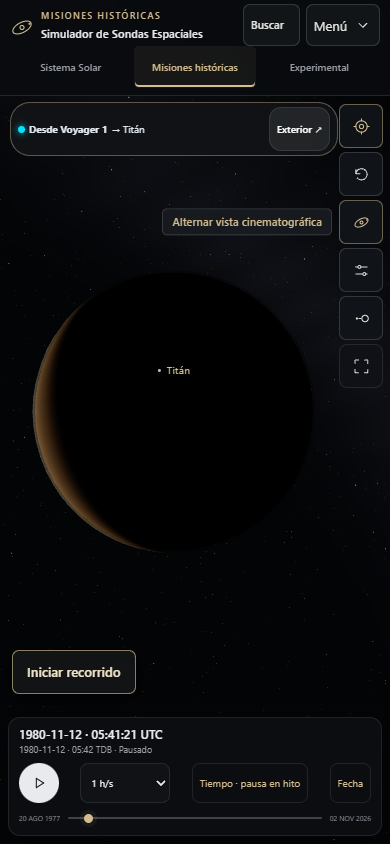 MISIONES HISTÓRICAS
Simulador de Sondas Espaciales
Buscar
Menú
Sistema Solar
Misiones históricas
Experimental
Desde Voyager 1 → Titán
Exterior ↗
Alternar vista cinematográfica
Titán
Iniciar recorrido
1980-11-12 · 05:41:21 UTC
1980-11-12 · 05:42 TDB · Pausado
1 h/s
Tiempo · pausa en hito
Fecha
20 AGO 1977
02 NOV 2026